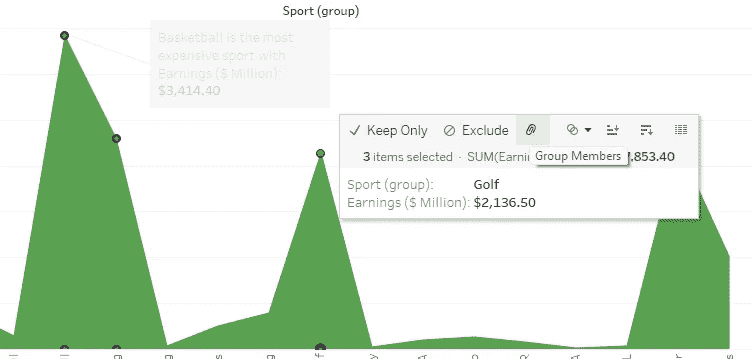 Sport (group)
Basketball is the most
expensive sport with
Earnings ($ Million):
$3,414.40
Keep Only Exclude
3 items selected · SUM(Earni
Group Members
.853.40
Sport (group): Golf
Earnings ($ Million): $2,136.50